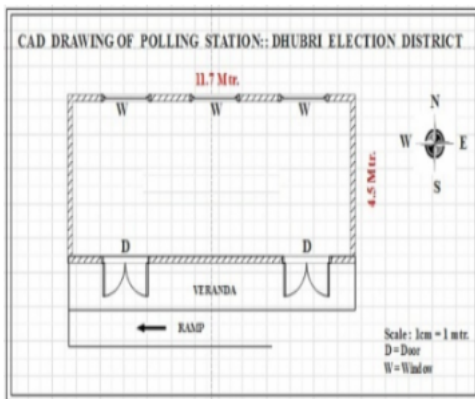 CAD DRAWING OF POLLING STATION:: DHUBRI ELECTION DISTRICT
11.7 Mtr.
W W W
N
W E
S
4.5 Mtr.
D D
VERANDA
RAMP
Scale: 1cm = 1 mtr.
D = Door
W = Window